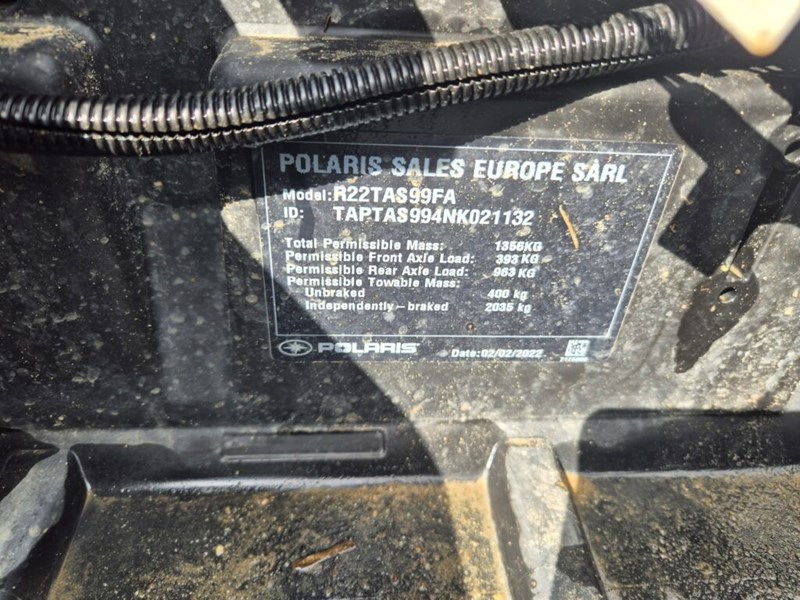 POLARIS SALES EUROPE SÀRL
Model: R22TAS99FA
ID: TAPTAS994NK021132
Total Permissible Mass: 1356KG
Permissible Front Axle Load: 393 KG
Permissible Rear Axle Load: 963 KG
Permissible Towable Mass:
Unbraked 400 kg
Independently-braked 2035 kg
POLARIS Date: 02/02/2022